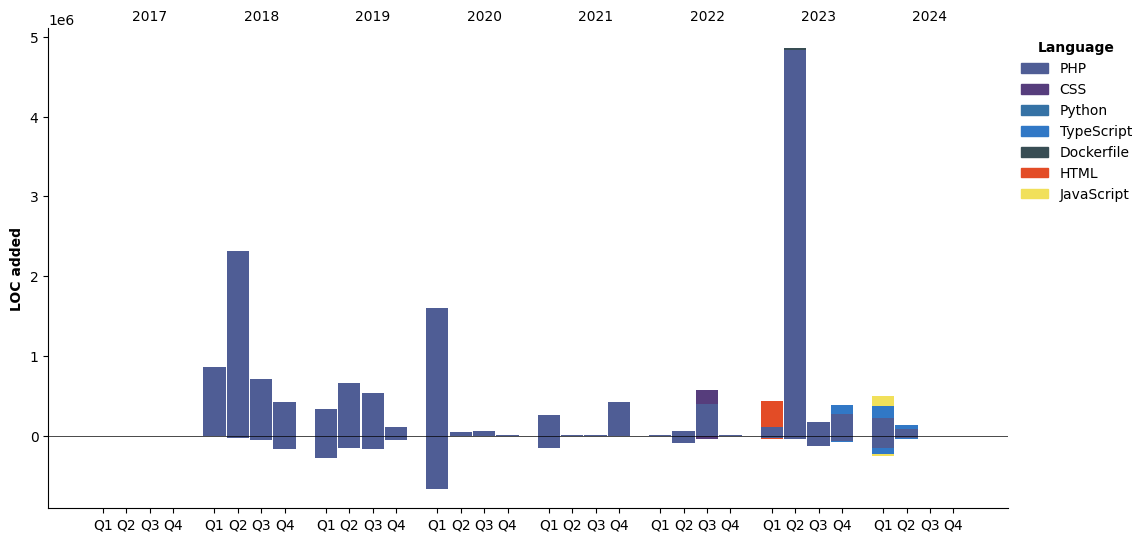 1e6
2017 2018 2019 2020 2021 2022 2023 2024
5
4
3
2
1
0
LOC added
Q1 Q2 Q3 Q4 Q1 Q2 Q3 Q4 Q1 Q2 Q3 Q4 Q1 Q2 Q3 Q4 Q1 Q2 Q3 Q4 Q1 Q2 Q3 Q4 Q1 Q2 Q3 Q4 Q1 Q2 Q3 Q4
Language
PHP
CSS
Python
TypeScript
Dockerfile
HTML
JavaScript